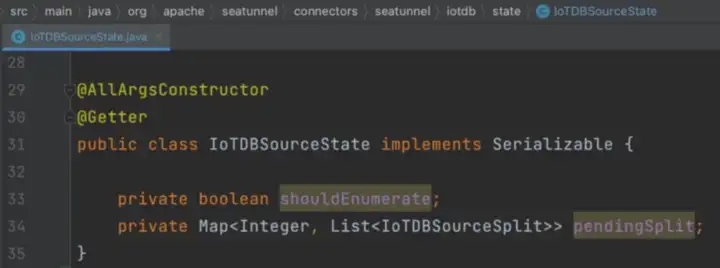 src main java org apache seatunnel connectors seatunnel iotdb state IoTDBSourceState
IoTDBSourceState.java
28
29 @AllArgsConstructor
30 @Getter
31 public class IoTDBSourceState implements Serializable {
32
33 private boolean shouldEnumerate;
34 private Map<Integer, List<IoTDBSourceSplit>> pendingSplit;
35 }